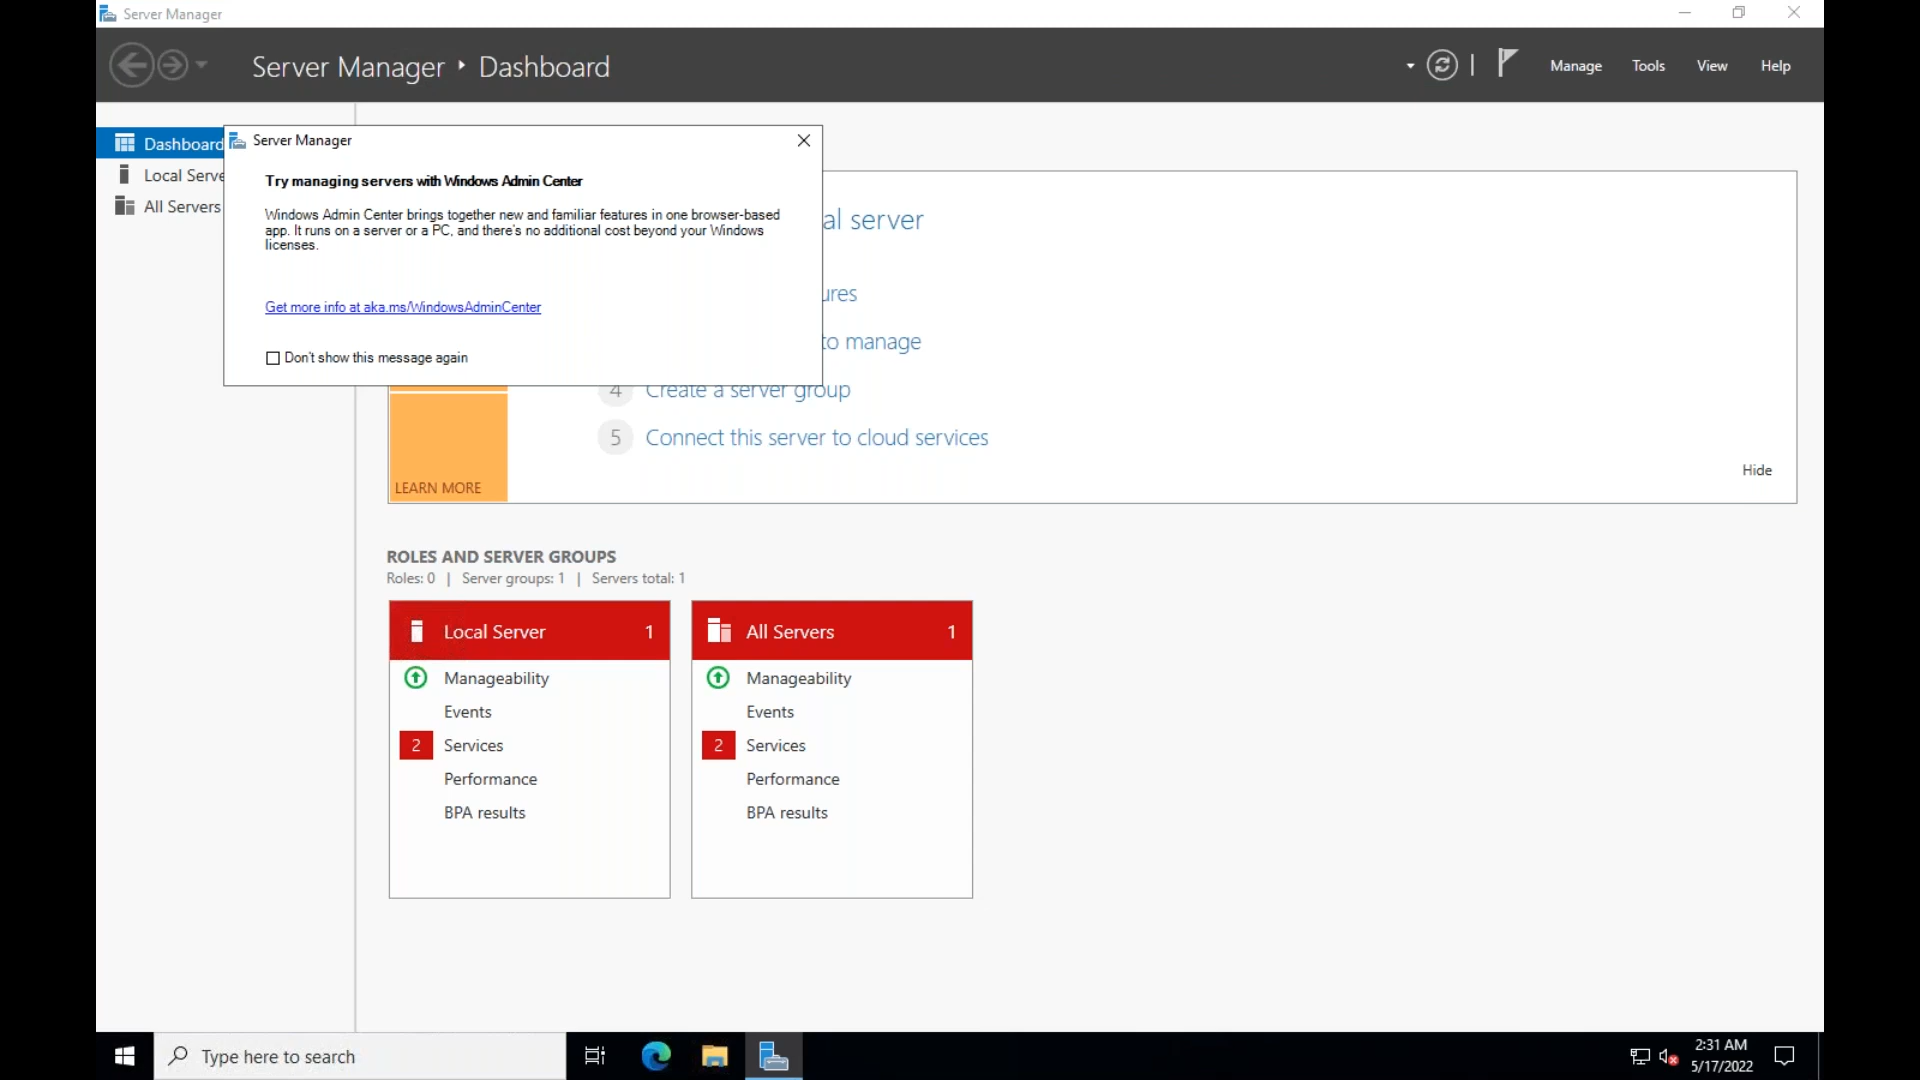 Server Manager
Server Manager • Dashboard
Manage
Tools
View
Help
Dashboard
Local Serve
All Servers
Server Manager
Try managing servers with Windows Admin Center
Windows Admin Center brings together new and familiar features in one browser-based
app. It runs on a server or a PC, and there's no additional cost beyond your Windows
licenses.
Get more info at aka.ms/WindowsAdminCenter
Don't show this message again
al server
ures
to manage
4 Create a server group
5 Connect this server to cloud services
LEARN MORE
Hide
ROLES AND SERVER GROUPS
Roles: 0 | Server groups: 1 | Servers total: 1
Local Server 1
Manageability
Events
2 Services
Performance
BPA results
All Servers 1
Manageability
Events
2 Services
Performance
BPA results
Type here to search
2:31 AM
5/17/2022